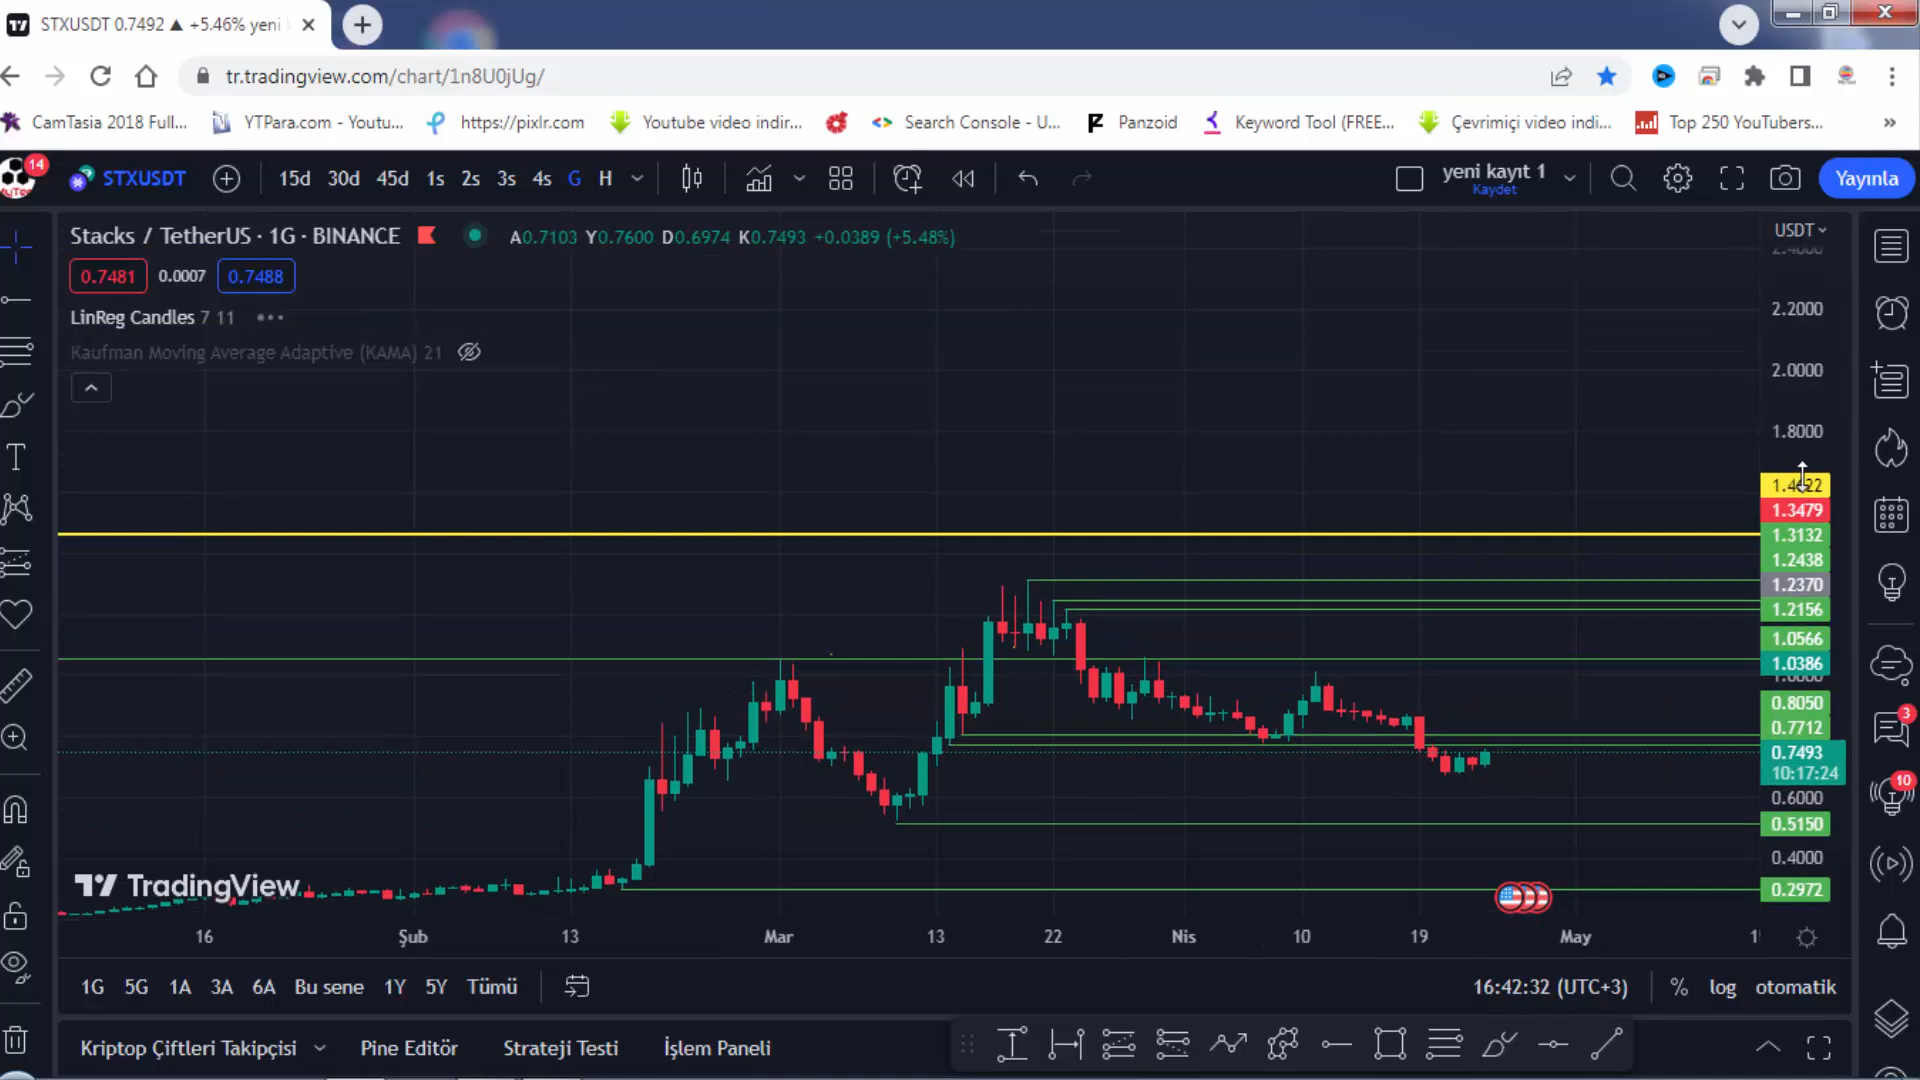 STXUSDT 0.7492 ▲ +5.46% yeni
tr.tradingview.com/chart/1n8U0jUg/
CamTasia 2018 Full... YTPara.com - Youtu... https://pixlr.com Youtube video indir... Search Console - U... Panzoid Keyword Tool (FREE... Çevrimiçi video indi... Top 250 YouTubers... »
14 STXUSDT 15d 30d 45d 1s 2s 3s 4s G H yeni kayıt 1 Kaydet Yayınla
Stacks / TetherUS · 1G · BINANCE A0.7103 Y0.7600 D0.6974 K0.7493 +0.0389 (+5.48%)
USDT
2.4000
0.7481 0.0007 0.7488
LinReg Candles 7 11
2.2000
Kaufman Moving Average Adaptive (KAMA) 21
2.0000
1.8000
1.3479
1.3132
1.2438
1.2370
1.2156
1.0566
1.0386
1.0000
0.8050
0.7712
0.7493
10:17:24
0.6000
0.5150
0.4000
0.2972
3
10
TradingView
16 Şub 13 Mar 13 22 Nis 10 19 May
1G 5G 1A 3A 6A Bu sene 1Y 5Y Tümü 16:42:32 (UTC+3) % log otomatik
Kriptop Çiftleri Takipçisi Pine Editör Strateji Testi İşlem Paneli